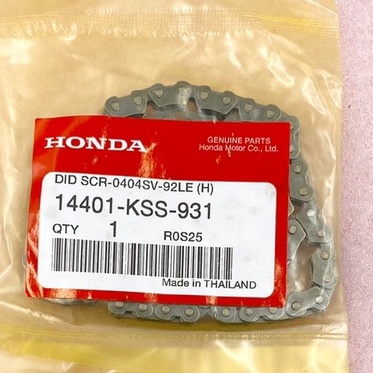 HONDA
GENUINE PARTS
Honda Motor Co., Ltd.
DID SCR-0404SV-92LE (H)
14401-KSS-931
QTY 1 R0S25
Made in THAILAND